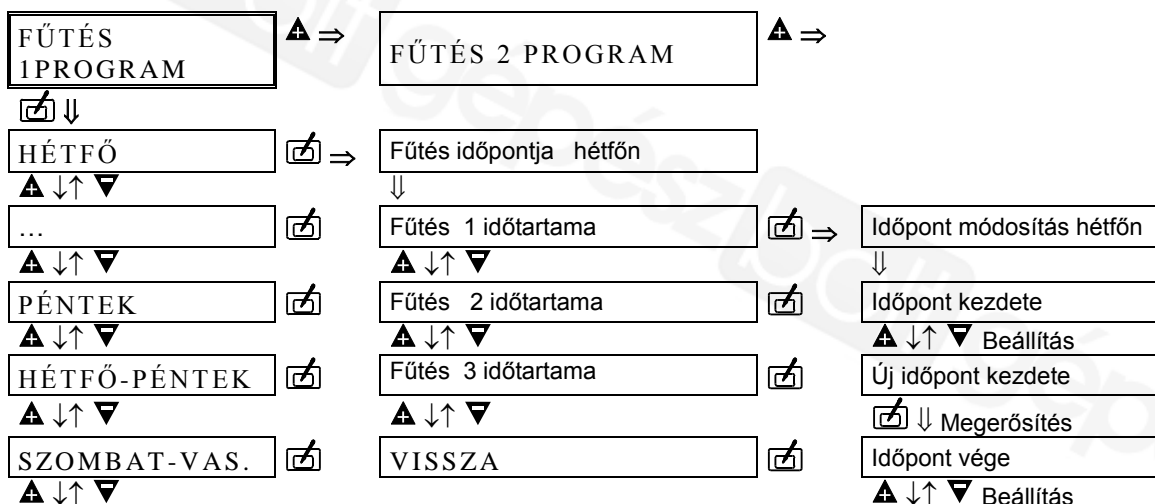 FŰTÉS
1PROGRAM
⇒
FŰTÉS 2 PROGRAM
⇒
⇓
HÉTFŐ
⇒
Fűtés időpontja hétfőn
↓↑
⇓
...
Fűtés 1 időtartama
⇒
Időpont módosítás hétfőn
↓↑
↓↑
⇓
PÉNTEK
Fűtés 2 időtartama
Időpont kezdete
↓↑
↓↑
↓↑ Beállítás
HÉTFŐ-PÉNTEK
Fűtés 3 időtartama
Új időpont kezdete
↓↑
↓↑
⇓ Megerősítés
SZOMBAT-VAS.
VISSZA
Időpont vége
↓↑
↓↑ Beállítás